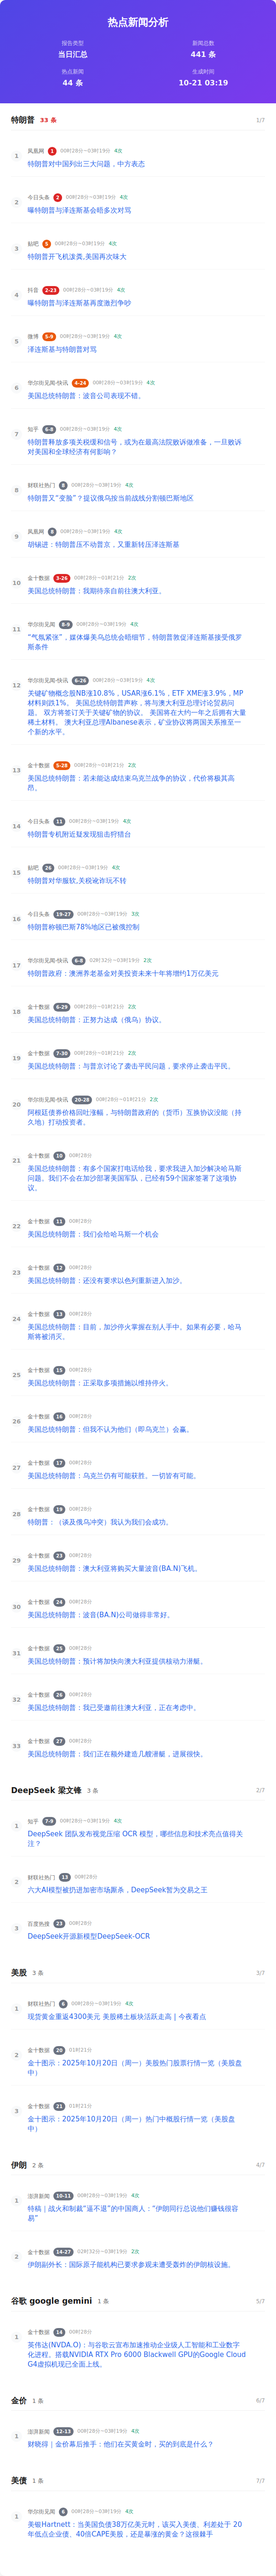 热点新闻分析
报告类型
新闻总数
当日汇总
441 条
热点新闻
生成时间
44 条
10-21 03:19
特朗普 33 条 1/7
1
凤凰网 1 00时28分~03时19分 4次
特朗普对中国列出三大问题，中方表态
2
今日头条 2 00时28分~03时19分 4次
曝特朗普与泽连斯基会晤多次对骂
3
贴吧 5 00时28分~03时19分 4次
特朗普开飞机泼粪,美国再次味大
4
抖音 2-23 00时28分~03时19分 4次
曝特朗普与泽连斯基再度激烈争吵
5
微博 5-9 00时28分~03时19分 4次
泽连斯基与特朗普对骂
6
华尔街见闻-快讯 4-24 00时28分~03时19分 4次
美国总统特朗普：波音公司表现不错。
7
知乎 6-8 00时28分~03时19分 4次
特朗普释放多项关税缓和信号，或为在最高法院败诉做准备，一旦败诉
对美国和全球经济有何影响？
8
财联社热门 8 00时28分~03时19分 4次
特朗普又“变脸”？提议俄乌按当前战线分割顿巴斯地区
9
凤凰网 8 00时28分~03时19分 4次
胡锡进：特朗普压不动普京，又重新转压泽连斯基
10
金十数据 3-26 00时28分~01时21分 2次
美国总统特朗普：我期待亲自前往澳大利亚。
11
华尔街见闻 8-9 00时28分~03时19分 4次
“气氛紧张”，媒体爆美乌总统会晤细节，特朗普敦促泽连斯基接受俄罗
斯条件
12
华尔街见闻-快讯 6-26 00时28分~03时19分 4次
关键矿物概念股NB涨10.8%，USAR涨6.1%，ETF XME涨3.9%，MP
材料则跌1%。 美国总统特朗普声称，将与澳大利亚总理讨论贸易问
题。 双方将签订关于关键矿物的协议。 美国将在大约一年之后拥有大量
稀土材料。 澳大利亚总理Albanese表示，矿业协议将两国关系推至一
个新的水平。
13
金十数据 5-28 00时28分~01时21分 2次
美国总统特朗普：若未能达成结束乌克兰战争的协议，代价将极其高
昂。
14
今日头条 11 00时28分~03时19分 4次
特朗普专机附近疑发现狙击狩猎台
15
贴吧 28 00时28分~03时19分 4次
特朗普对华服软,关税讹诈玩不转
16
今日头条 19-27 00时28分~03时19分 3次
特朗普称顿巴斯78%地区已被俄控制
17
华尔街见闻-快讯 6-8 02时32分~03时19分 2次
特朗普政府：澳洲养老基金对美投资未来十年将增约1万亿美元
18
金十数据 6-29 00时28分~01时21分 2次
美国总统特朗普：正努力达成（俄乌）协议。
19
金十数据 7-30 00时28分~01时21分 2次
美国总统特朗普：与普京讨论了袭击平民问题，要求停止袭击平民。
20
华尔街见闻-快讯 20-28 00时28分~01时21分 2次
阿根廷债券价格回吐涨幅，与特朗普政府的（货币）互换协议没能（持
久地）打动投资者。
21
金十数据 10 00时28分
美国总统特朗普：有多个国家打电话给我，要求我进入加沙解决哈马斯
问题。我们不会在加沙部署美国军队，已经有59个国家签署了这项协
议。
22
金十数据 11 00时28分
美国总统特朗普：我们会给哈马斯一个机会
23
金十数据 12 00时28分
美国总统特朗普：还没有要求以色列重新进入加沙。
24
金十数据 13 00时28分
美国总统特朗普：目前，加沙停火掌握在别人手中。如果有必要，哈马
斯将被消灭。
25
金十数据 15 00时28分
美国总统特朗普：正采取多项措施以维持停火。
26
金十数据 16 00时28分
美国总统特朗普：但我不认为他们（即乌克兰）会赢。
27
金十数据 17 00时28分
美国总统特朗普：乌克兰仍有可能获胜。一切皆有可能。
28
金十数据 19 00时28分
特朗普：（谈及俄乌冲突）我认为我们会成功。
29
金十数据 23 00时28分
美国总统特朗普：澳大利亚将购买大量波音(BA.N)飞机。
30
金十数据 24 00时28分
美国总统特朗普：波音(BA.N)公司做得非常好。
31
金十数据 25 00时28分
美国总统特朗普：预计将加快向澳大利亚提供核动力潜艇。
32
金十数据 26 00时28分
美国总统特朗普：我已受邀前往澳大利亚，正在考虑中。
33
金十数据 27 00时28分
美国总统特朗普：我们正在额外建造几艘潜艇，进展很快。
DeepSeek 梁文锋 3 条 2/7
1
知乎 7-9 00时28分~03时19分 4次
DeepSeek 团队发布视觉压缩 OCR 模型，哪些信息和技术亮点值得关
注？
2
财联社热门 13 00时28分
六大AI模型被扔进加密市场厮杀，DeepSeek暂为交易之王
3
百度热搜 23 00时28分
DeepSeek开源新模型DeepSeek-OCR
美股 3 条 3/7
1
财联社热门 6 00时28分~03时19分 4次
现货黄金重返4300美元 美股稀土板块活跃走高 | 今夜看点
2
金十数据 20 01时21分
金十图示：2025年10月20日（周一）美股热门股票行情一览（美股盘
中）
3
金十数据 21 01时21分
金十图示：2025年10月20日（周一）热门中概股行情一览（美股盘
中）
伊朗 2 条 4/7
1
澎湃新闻 10-11 00时28分~03时19分 4次
特稿｜战火和制裁“逼不退”的中国商人：“伊朗同行总说他们赚钱很容
易”
2
金十数据 14-27 02时32分~03时19分 2次
伊朗副外长：国际原子能机构已要求参观未遭受轰炸的伊朗核设施。
谷歌 google gemini 1 条 5/7
1
金十数据 14 00时28分
英伟达(NVDA.O)：与谷歌云宣布加速推动企业级人工智能和工业数字
化进程。搭载NVIDIA RTX Pro 6000 Blackwell GPU的Google Cloud
G4虚拟机现已全面上线。
金价 1 条 6/7
1
澎湃新闻 12-13 00时28分~03时19分 4次
财晓得｜金价幕后推手：他们在买黄金时，买的到底是什么？
美债 1 条 7/7
1
华尔街见闻 6 00时28分~03时19分 4次
美银Hartnett：当美国负债38万亿美元时，该买入美债、利差处于 20
年低点企业债、40倍CAPE美股，还是暴涨的黄金？这很棘手